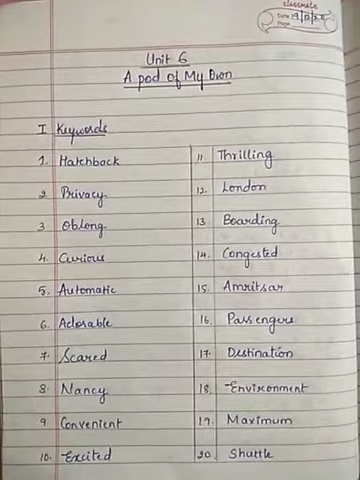 classmate
Date
Page
Unit 6
A pod of My Own
I Keywords
1. Hatchback
2 Privacy
3 Oblong
4. Curious
5. Automatic
6. Adorable
7. Scared
8. Nancy
9 Convenient
10. Excited
11. Thrilling
12. London
13. Boarding
14. Congested
15. Amritsar
16. Passengers
17. Destination
18. Environment
19. Maximum
20. Shuttle